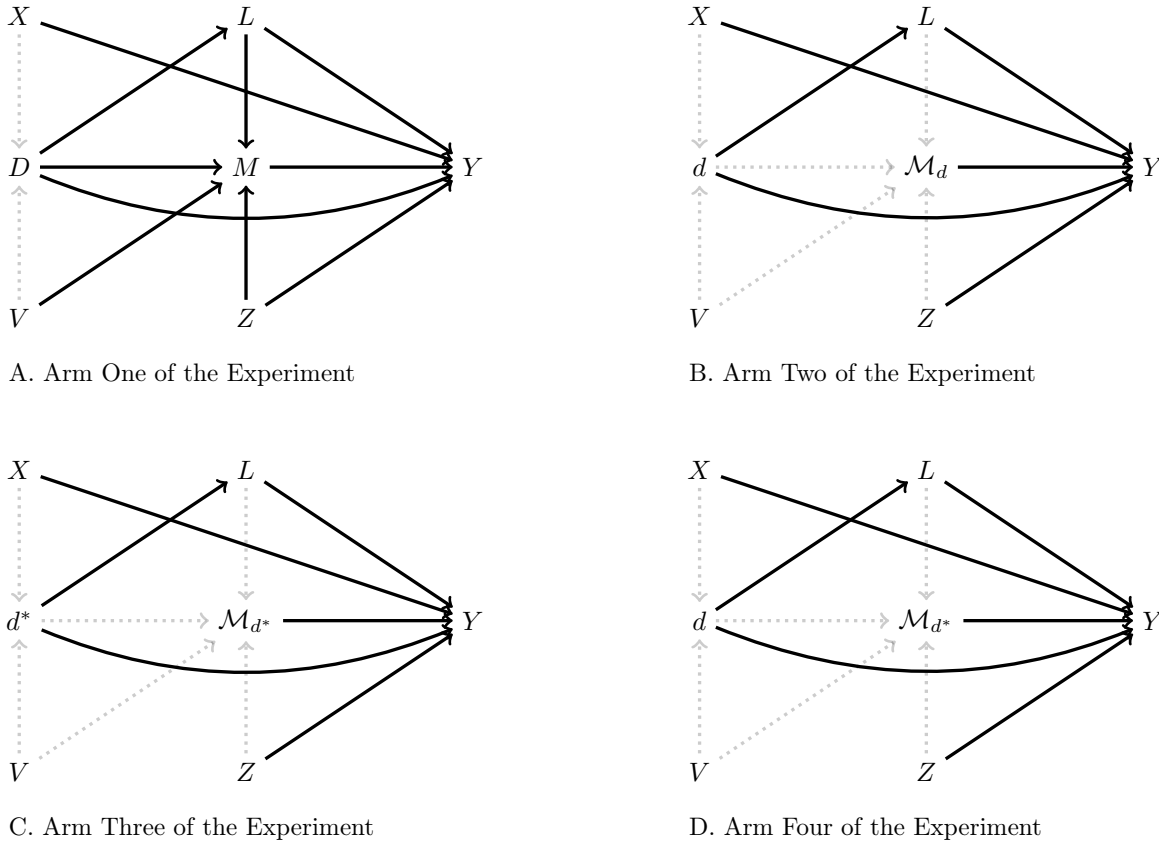 X L X L
D M Y d ℳ_d Y
V Z V Z
A. Arm One of the Experiment B. Arm Two of the Experiment
X L X L
d* ℳ_{d*} Y d ℳ_{d*} Y
V Z V Z
C. Arm Three of the Experiment D. Arm Four of the Experiment